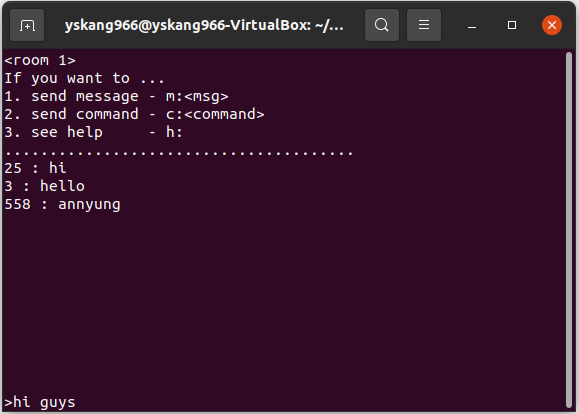 yskang966@yskang966-VirtualBox: ~/...
<room 1>
If you want to ...
1. send message - m:<msg>
2. send command - c:<command>
3. see help     - h:
.......................................
25 : hi
3 : hello
558 : annyung
>hi guys